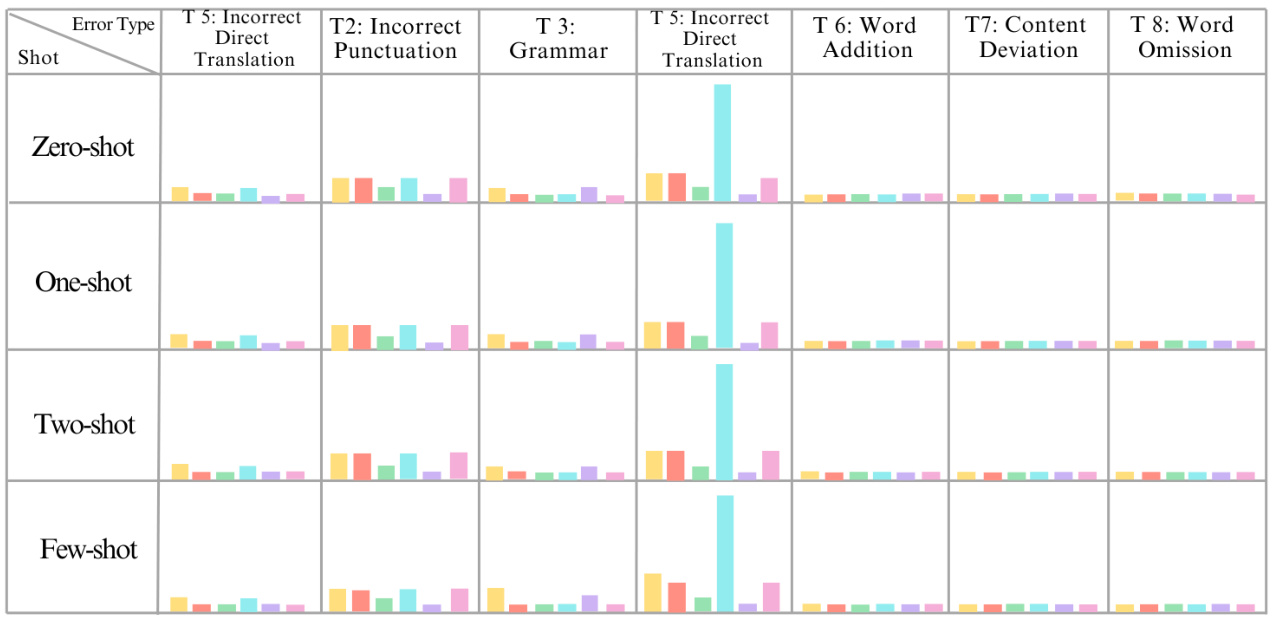 Error Type
Shot
T 5: Incorrect
Direct
Translation
T2: Incorrect
Punctuation
T 3:
Grammar
T 5: Incorrect
Direct
Translation
T 6: Word
Addition
T7: Content
Deviation
T 8: Word
Omission
Zero-shot
One-shot
Two-shot
Few-shot